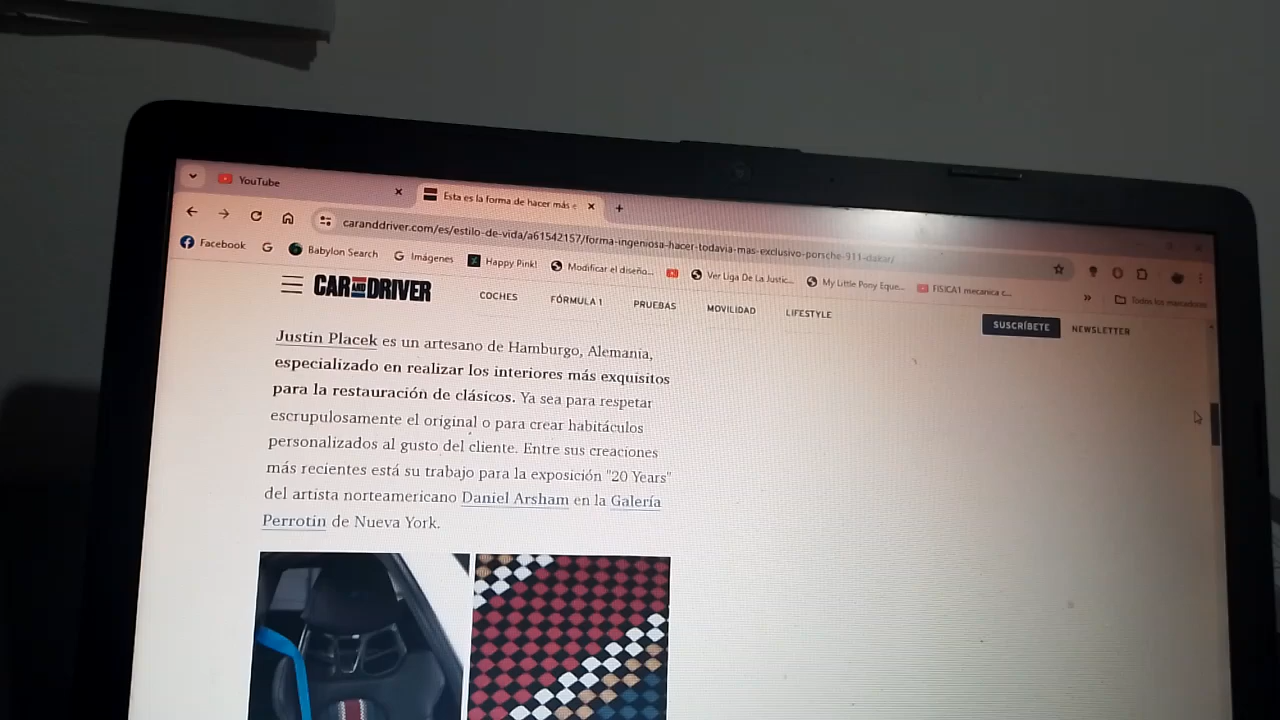 YouTube
Esta es la forma de hacer más e
caranddriver.com/es/estilo-de-vida/a61542157/forma-ingeniosa-hacer-todavia-mas-exclusivo-porsche-911-dakar/
Facebook
Babylon Search
Imágenes
Happy Pink!
Modificar el diseño...
Ver Liga De La Justic...
My Little Pony Eque...
FISICA1 mecanica c...
Todos los marcadores
CAR AND DRIVER
COCHES
FÓRMULA 1
PRUEBAS
MOVILIDAD
LIFESTYLE
SUSCRÍBETE
NEWSLETTER
Justin Placek es un artesano de Hamburgo, Alemania,
especializado en realizar los interiores más exquisitos
para la restauración de clásicos. Ya sea para respetar
escrupulosamente el original o para crear habitáculos
personalizados al gusto del cliente. Entre sus creaciones
más recientes está su trabajo para la exposición "20 Years"
del artista norteamericano Daniel Arsham en la Galería
Perrotin de Nueva York.